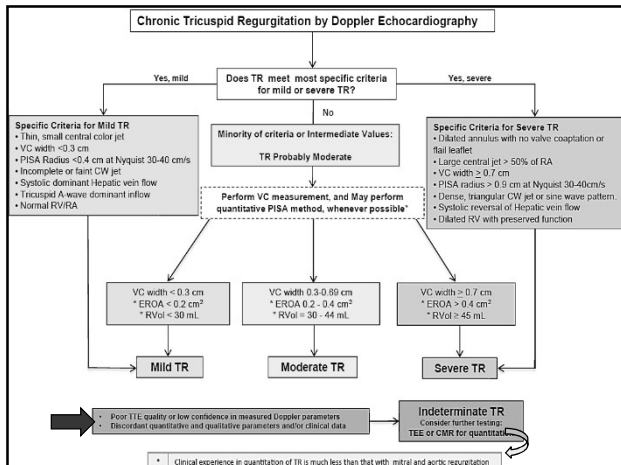 Chronic Tricuspid Regurgitation by Doppler Echocardiography
Does TR meet most specific criteria
for mild or severe TR?
Yes, mild
Yes, severe
No
Specific Criteria for Mild TR
• Thin, small central color jet
• VC width <0.3 cm
• PISA Radius <0.4 cm at Nyquist 30-40 cm/s
• Incomplete or faint CW jet
• Systolic dominant Hepatic vein flow
• Tricuspid A-wave dominant inflow
• Normal RV/RA
Minority of criteria or Intermediate Values:
TR Probably Moderate
Specific Criteria for Severe TR
• Dilated annulus with no valve coaptation or
flail leaflet
• Large central jet > 50% of RA
• VC width ≥ 0.7 cm
• PISA radius > 0.9 cm at Nyquist 30-40cm/s
• Dense, triangular CW jet or sine wave pattern.
• Systolic reversal of Hepatic vein flow
• Dilated RV with preserved function
Perform VC measurement, and May perform
quantitative PISA method, whenever possible*
VC width < 0.3 cm
* EROA < 0.2 cm²
* RVol < 30 mL
VC width 0.3-0.69 cm
* EROA 0.2 - 0.4 cm²
* RVol = 30 - 44 mL
VC width ≥ 0.7 cm
* EROA > 0.4 cm²
* RVol ≥ 45 mL
Mild TR
Moderate TR
Severe TR
• Poor TTE quality or low confidence in measured Doppler parameters
• Discordant quantitative and qualitative parameters and/or clinical data
Indeterminate TR
Consider further testing:
TEE or CMR for quantitation
* Clinical experience in quantitation of TR is much less than that with mitral and aortic regurgitation